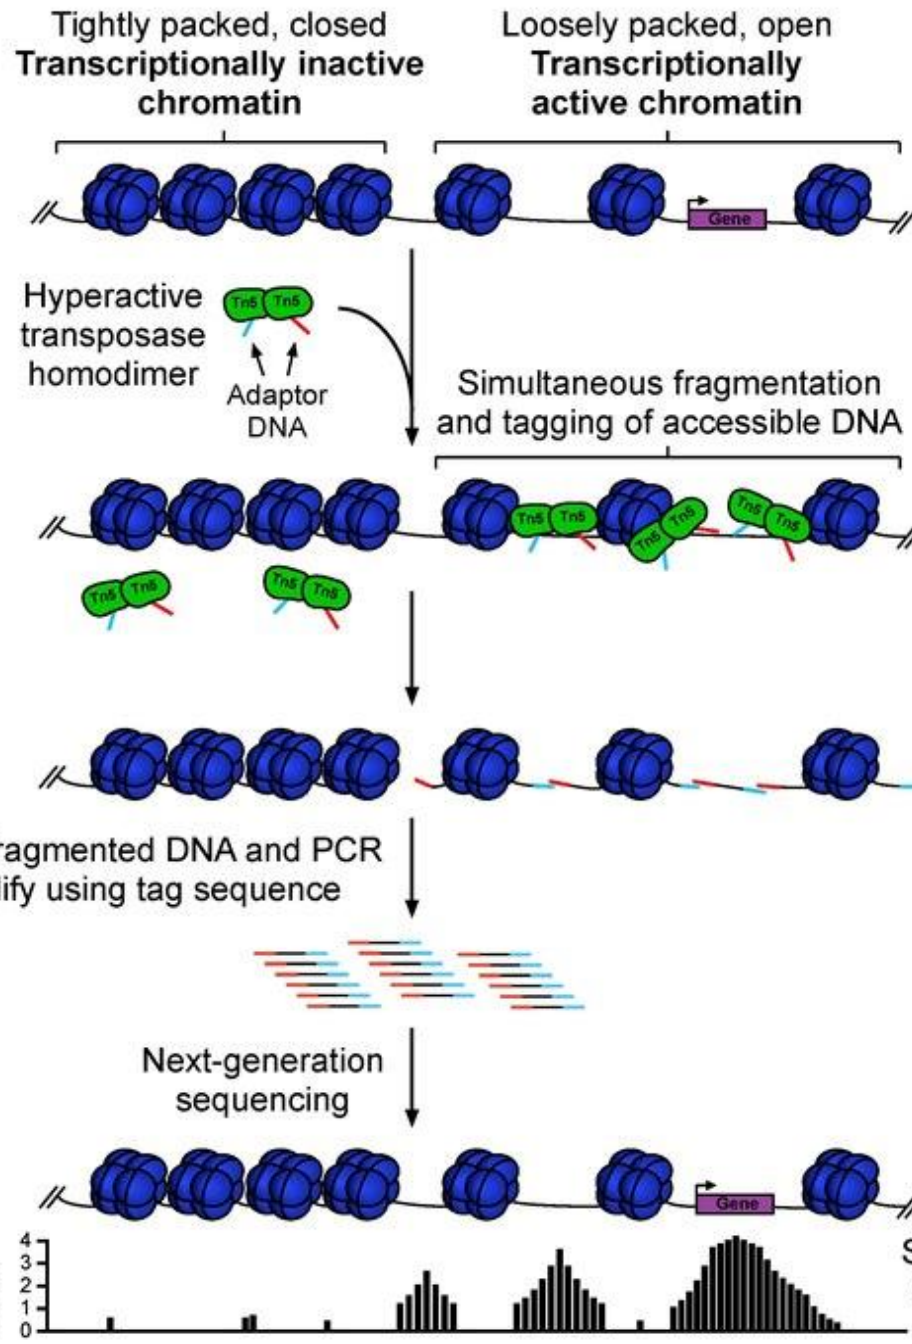 Tightly packed, closed
Transcriptionally inactive
chromatin
Loosely packed, open
Transcriptionally
active chromatin
Gene
Hyperactive
transposase
homodimer
Tn5 Tn5
Adaptor
DNA
Simultaneous fragmentation
and tagging of accessible DNA
Tn5 Tn5
Tn5 Tn5
Tn5 Tn5
Tn5 Tn5
Tn5 Tn5
ragmented DNA and PCR
lify using tag sequence
Next-generation
sequencing
Gene
4
3
2
1
0